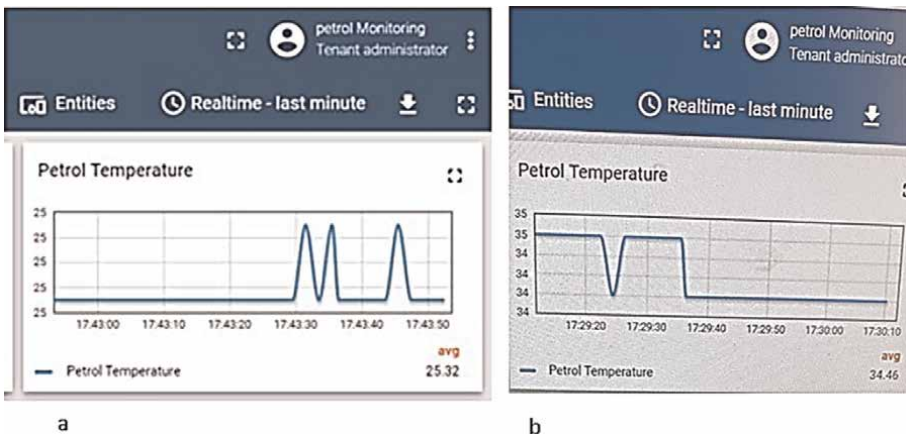 petrol Monitoring
Tenant administrator
Entities
Realtime - last minute
Petrol Temperature
25
25
25
25
25
17:43:00
17:43:10
17:43:20
17:43:30
17:43:40
17:43:50
avg
Petrol Temperature
25.32
a
petrol Monitoring
Tenant administrato
Entities
Realtime - last minute
Petrol Temperature
35
35
34
34
34
34
17:29:20
17:29:30
17:29:40
17:29:50
17:30:00
17:30:10
avg
Petrol Temperature
34.46
b